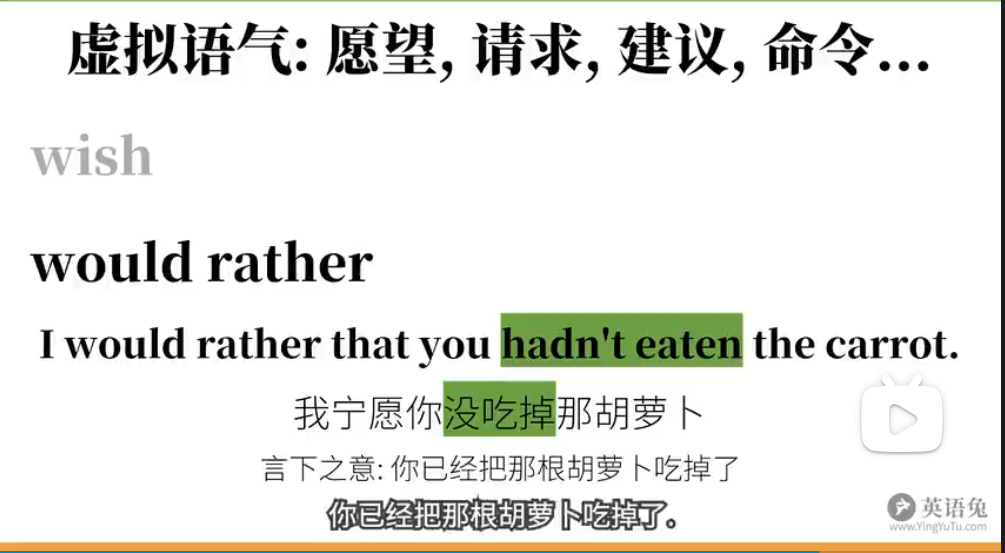 虚拟语气: 愿望, 请求, 建议, 命令...
wish
would rather
I would rather that you hadn't eaten the carrot.
我宁愿你没吃掉那胡萝卜
言下之意: 你已经把那根胡萝卜吃掉了
你已经把那根胡萝卜吃掉了.
英语兔
www.YingYuTu.com